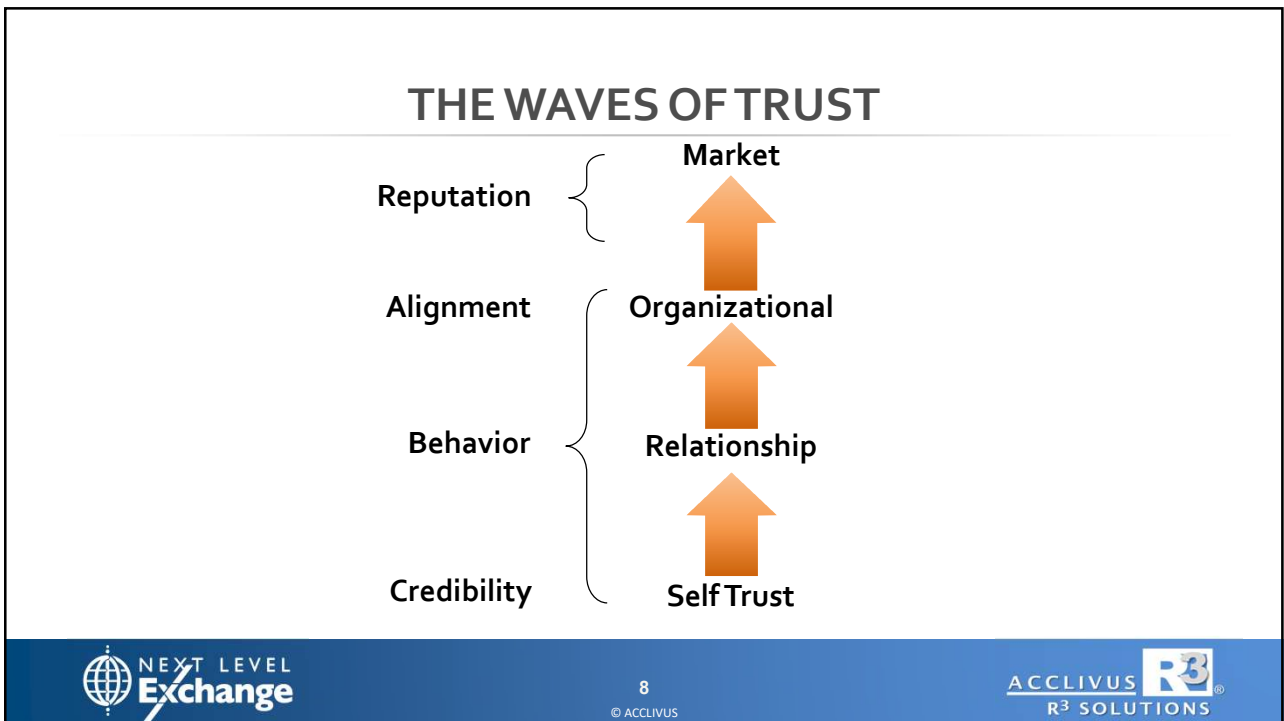 THE WAVES OF TRUST
Market
Reputation
Alignment Organizational
Behavior Relationship
Credibility Self Trust
NEXT LEVEL
Exchange
8
© ACCLIVUS
ACCLIVUS R3 ®
R³ SOLUTIONS